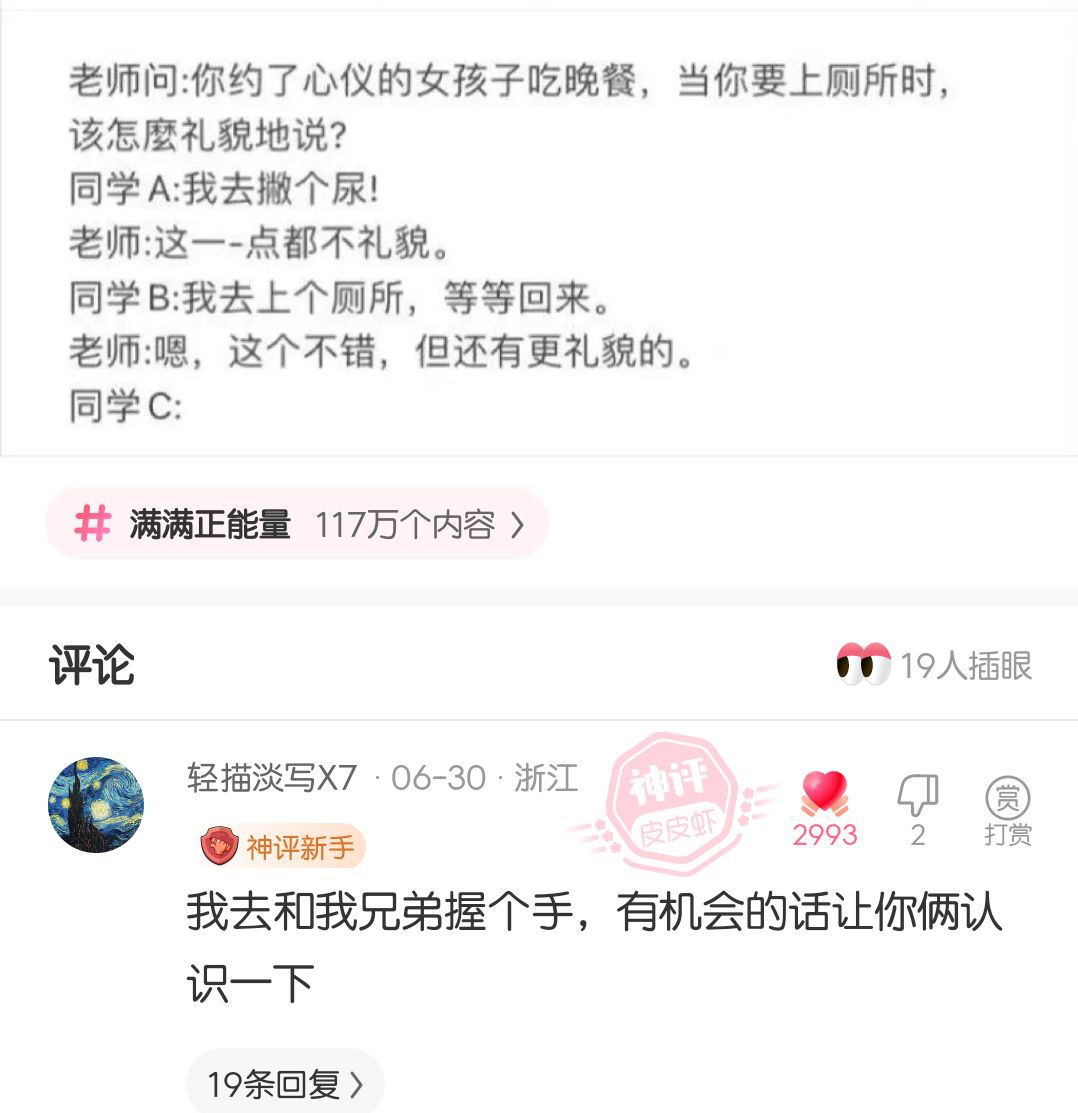 老师问:你约了心仪的女孩子吃晚餐，当你要上厕所时，
该怎麼礼貌地说?
同学A:我去撇个尿!
老师:这一-点都不礼貌。
同学B:我去上个厕所，等等回来。
老师:嗯，这个不错，但还有更礼貌的。
同学C:
# 满满正能量 117万个内容 >
评论 19人插眼
轻描淡写X7 · 06-30 · 浙江
神评
皮皮虾
2993
2
赏
打赏
神评新手
我去和我兄弟握个手，有机会的话让你俩认
识一下
19条回复 >